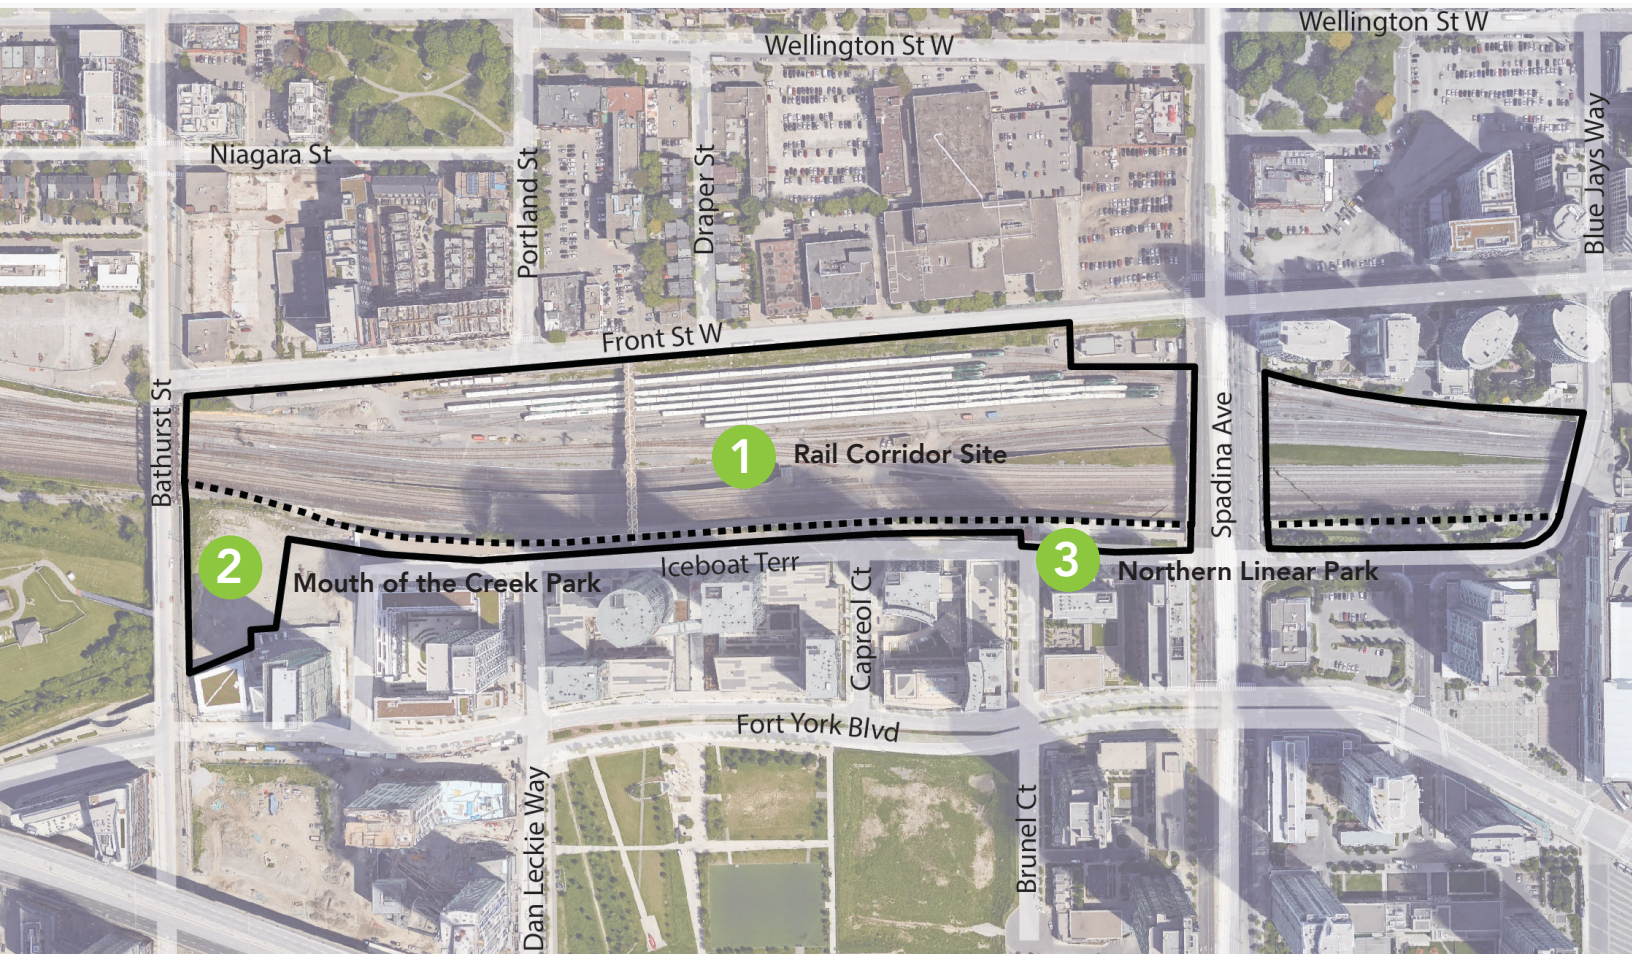 Wellington St W
Wellington St W
Niagara St
Portland St
Draper St
Blue Jays Way
Front St W
Bathurst St
Spadina Ave
1 Rail Corridor Site
2
Mouth of the Creek Park
3
Northern Linear Park
Iceboat Terr
Capreol Ct
Fort York Blvd
Dan Leckie Way
Brunel Ct